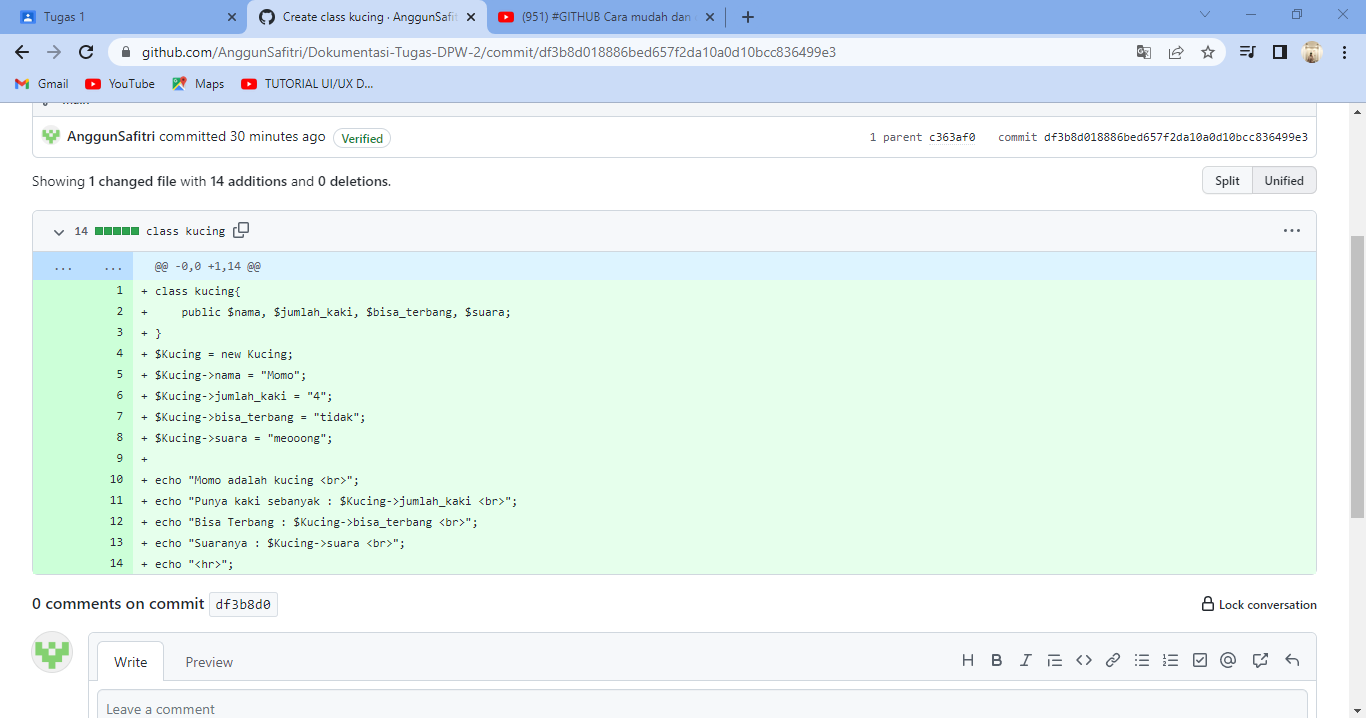 Tugas 1
Create class kucing · AnggunSafit
(951) #GITHUB Cara mudah dan
github.com/AnggunSafitri/Dokumentasi-Tugas-DPW-2/commit/df3b8d018886bed657f2da10a0d10bcc836499e3
Gmail YouTube Maps TUTORIAL UI/UX D...
AnggunSafitri committed 30 minutes ago Verified 1 parent c363af0 commit df3b8d018886bed657f2da10a0d10bcc836499e3
Showing 1 changed file with 14 additions and 0 deletions. Split Unified
14 class kucing
... ... @@ -0,0 +1,14 @@
1 + class kucing{
2 + public $nama, $jumlah_kaki, $bisa_terbang, $suara;
3 + }
4 + $Kucing = new Kucing;
5 + $Kucing->nama = "Momo";
6 + $Kucing->jumlah_kaki = "4";
7 + $Kucing->bisa_terbang = "tidak";
8 + $Kucing->suara = "meooong";
9 +
10 + echo "Momo adalah kucing <br>";
11 + echo "Punya kaki sebanyak : $Kucing->jumlah_kaki <br>";
12 + echo "Bisa Terbang : $Kucing->bisa_terbang <br>";
13 + echo "Suaranya : $Kucing->suara <br>";
14 + echo "<hr>";
0 comments on commit df3b8d0 Lock conversation
Write Preview
Leave a comment